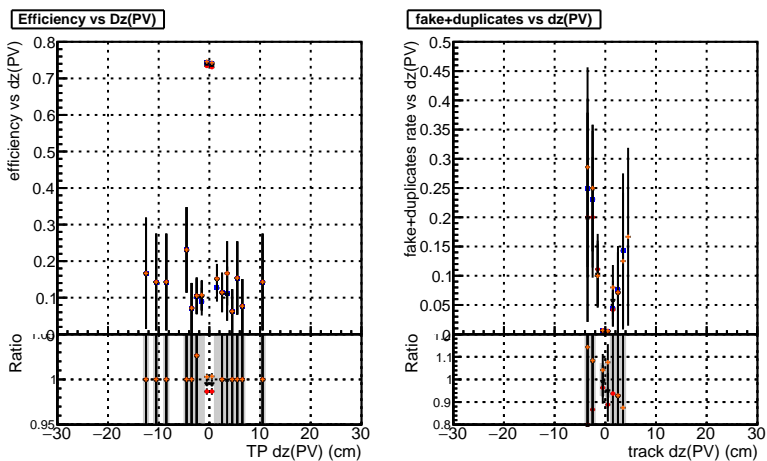 Efficiency vs Dz(PV)
efficiency vs dz(PV)
0.8
0.7
0.6
0.5
0.4
0.3
0.2
0.1
0
Ratio
1
0.95
−30 −20 −10 0 10 20 30
TP dz(PV) (cm)
fake+duplicates vs dz(PV)
fake+duplicates rate vs dz(PV)
0.5
0.45
0.4
0.35
0.3
0.25
0.2
0.15
0.1
0.05
0
Ratio
1.1
1
0.9
0.8
−30 −20 −10 0 10 20 30
track dz(PV) (cm)